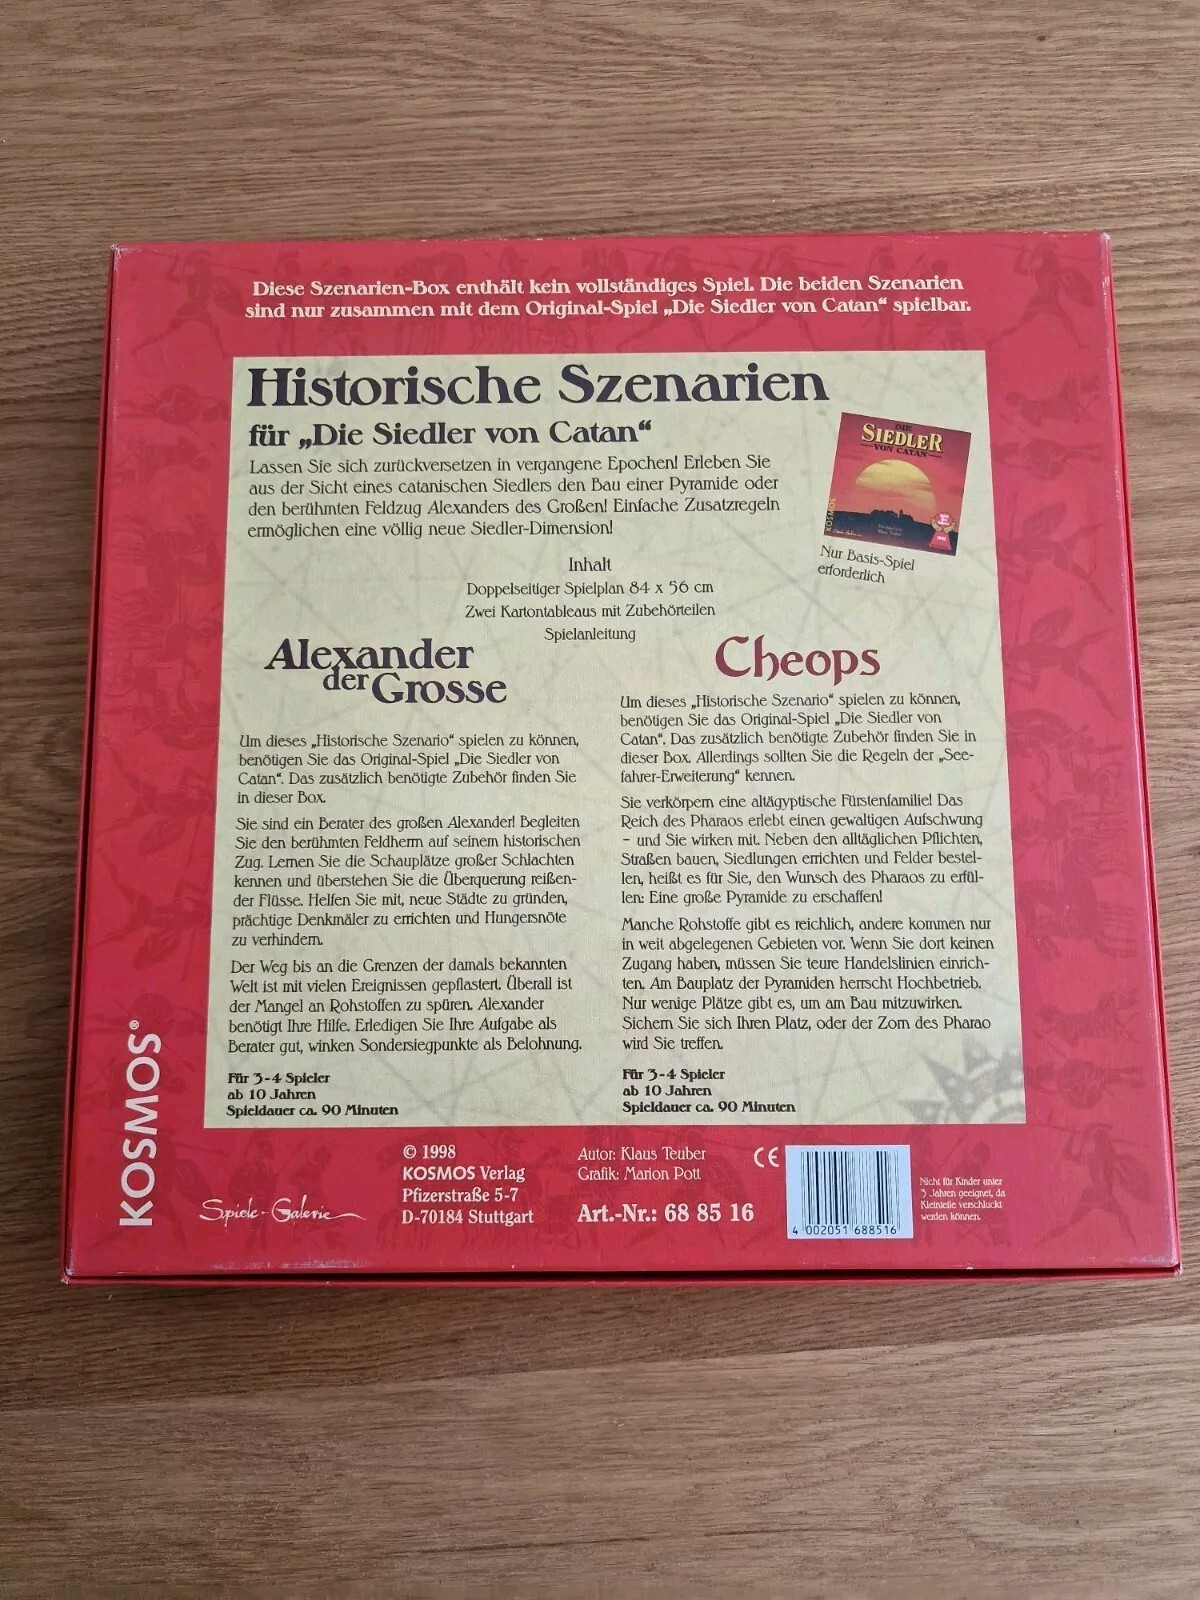 Diese Szenarien-Box enthält kein vollständiges Spiel. Die beiden Szenarien
sind nur zusammen mit dem Original-Spiel „Die Siedler von Catan“ spielbar.
Historische Szenarien
für „Die Siedler von Catan“
Lassen Sie sich zurückversetzen in vergangene Epochen! Erleben Sie
aus der Sicht eines catanischen Siedlers den Bau einer Pyramide oder
den berühmten Feldzug Alexanders des Großen! Einfache Zusatzregeln
ermöglichen eine völlig neue Siedler-Dimension!
DIE
SIEDLER
VON CATAN
KOSMOS
Nur Basis-Spiel
erforderlich
Inhalt
Doppelseitiger Spielplan 84 x 56 cm
Zwei Kartontableaus mit Zubehörteilen
Spielanleitung
Alexander
der Grosse
Um dieses „Historische Szenario“ spielen zu können,
benötigen Sie das Original-Spiel „Die Siedler von
Catan“. Das zusätzlich benötigte Zubehör finden Sie
in dieser Box.
Sie sind ein Berater des großen Alexander! Begleiten
Sie den berühmten Feldherrn auf seinem historischen
Zug. Lernen Sie die Schauplätze großer Schlachten
kennen und überstehen Sie die Überquerung reißen-
der Flüsse. Helfen Sie mit, neue Städte zu gründen,
prächtige Denkmäler zu errichten und Hungersnöte
zu verhindern.
Der Weg bis an die Grenzen der damals bekannten
Welt ist mit vielen Ereignissen gepflastert. Überall ist
der Mangel an Rohstoffen zu spüren. Alexander
benötigt Ihre Hilfe. Erledigen Sie Ihre Aufgabe als
Berater gut, winken Sondersiegpunkte als Belohnung.
Für 3-4 Spieler
ab 10 Jahren
Spieldauer ca. 90 Minuten
Cheops
Um dieses „Historische Szenario“ spielen zu können,
benötigen Sie das Original-Spiel „Die Siedler von
Catan“. Das zusätzlich benötigte Zubehör finden Sie in
dieser Box. Allerdings sollten Sie die Regeln der „See-
fahrer-Erweiterung“ kennen.
Sie verkörpern eine altägyptische Fürstenfamilie! Das
Reich des Pharaos erlebt einen gewaltigen Aufschwung
– und Sie wirken mit. Neben den alltäglichen Pflichten,
Straßen bauen, Siedlungen errichten und Felder bestel-
len, heißt es für Sie, den Wunsch des Pharaos zu erfül-
len: Eine große Pyramide zu erschaffen!
Manche Rohstoffe gibt es reichlich, andere kommen nur
in weit abgelegenen Gebieten vor. Wenn Sie dort keinen
Zugang haben, müssen Sie teure Handelslinien einrich-
ten. Am Bauplatz der Pyramiden herrscht Hochbetrieb.
Nur wenige Plätze gibt es, um am Bau mitzuwirken.
Sichern Sie sich Ihren Platz, oder der Zorn des Pharao
wird Sie treffen.
Für 3-4 Spieler
ab 10 Jahren
Spieldauer ca. 90 Minuten
KOSMOS®
Spiele-Galerie
© 1998
KOSMOS Verlag
Pfizerstraße 5-7
D-70184 Stuttgart
Autor: Klaus Teuber
Grafik: Marion Pott
Art.-Nr.: 68 85 16
CE
4 002051 688516
Nicht für Kinder unter
3 Jahren geeignet, da
Kleinteile verschluckt
werden können.